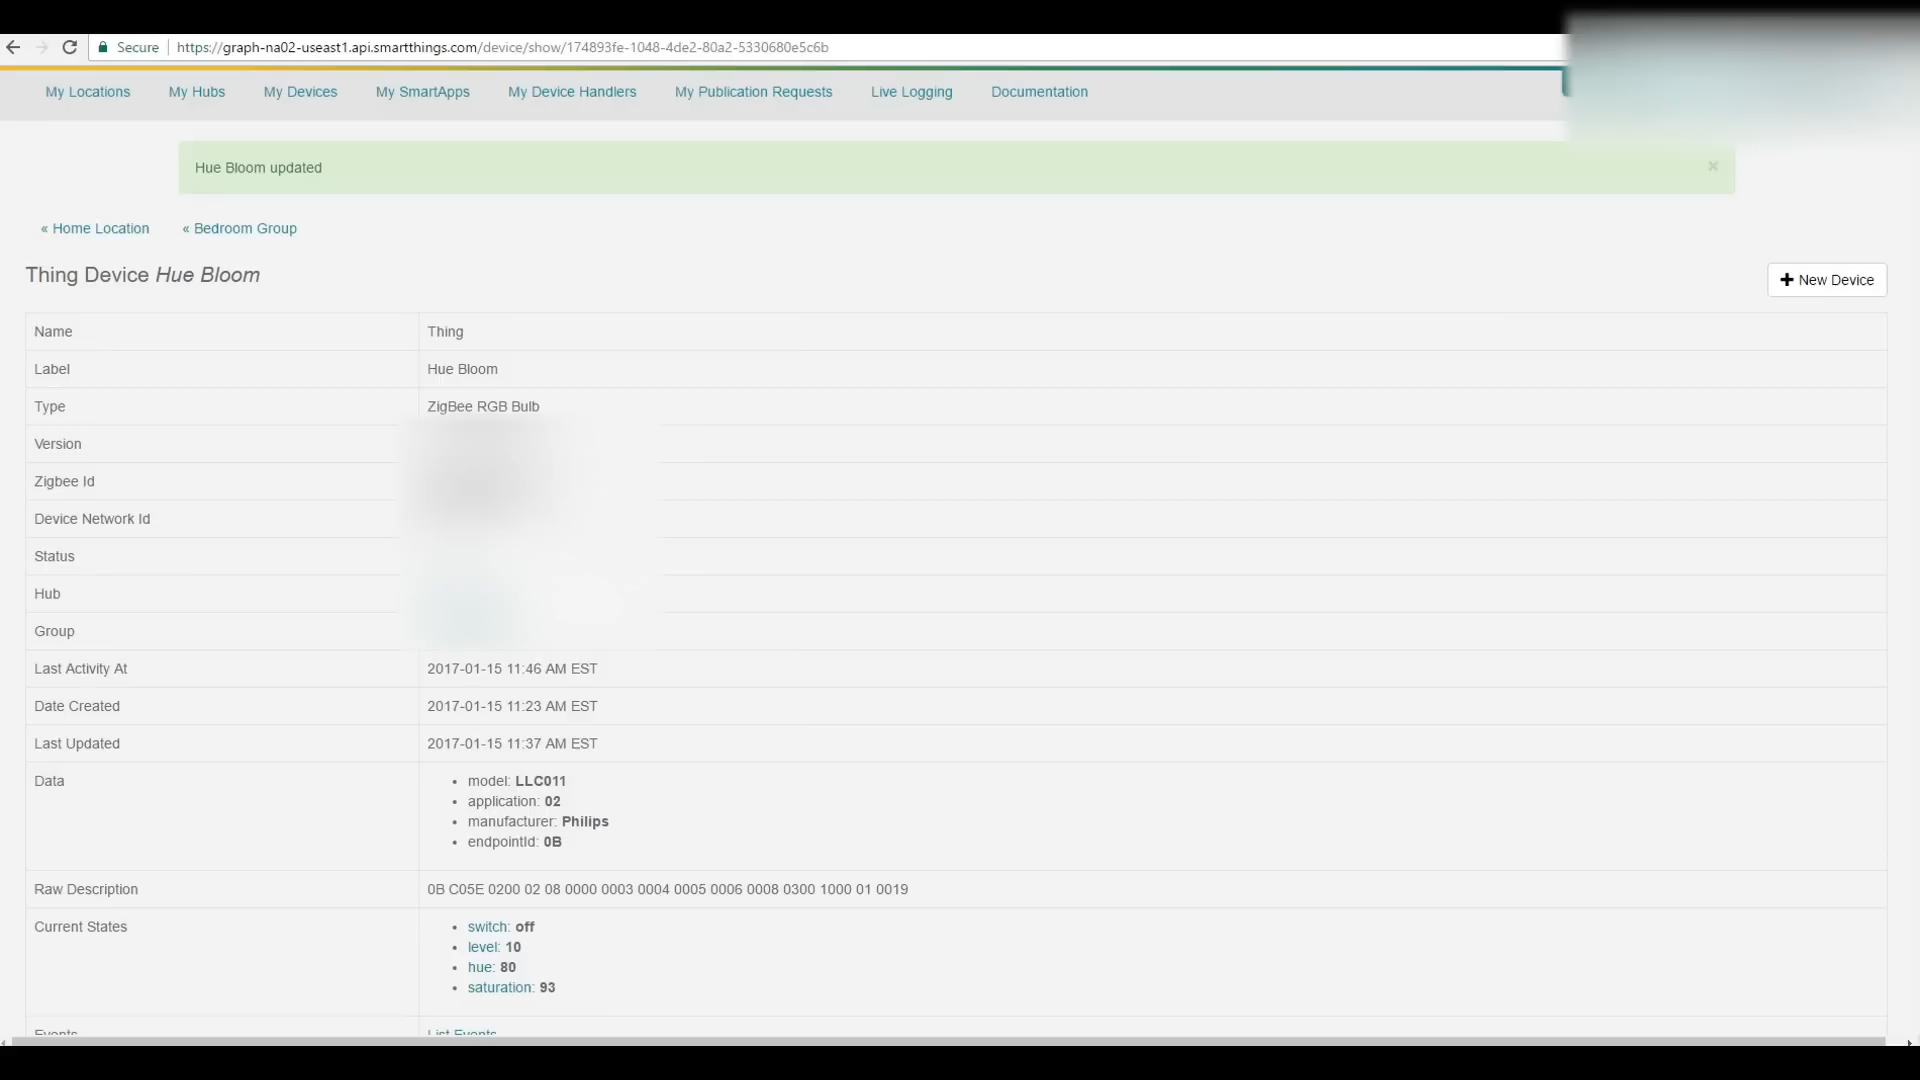 Secure https://graph-na02-useast1.api.smartthings.com/device/show/174893fe-1048-4de2-80a2-5330680e5c6b
My Locations My Hubs My Devices My SmartApps My Device Handlers My Publication Requests Live Logging Documentation
Hue Bloom updated ×
« Home Location « Bedroom Group
Thing Device Hue Bloom
+ New Device
Name Thing
Label Hue Bloom
Type ZigBee RGB Bulb
Version
Zigbee Id
Device Network Id
Status
Hub
Group
Last Activity At 2017-01-15 11:46 AM EST
Date Created 2017-01-15 11:23 AM EST
Last Updated 2017-01-15 11:37 AM EST
Data
• model: LLC011
• application: 02
• manufacturer: Philips
• endpointId: 0B
Raw Description 0B C05E 0200 02 08 0000 0003 0004 0005 0006 0008 0300 1000 01 0019
Current States
• switch: off
• level: 10
• hue: 80
• saturation: 93
Events List Events